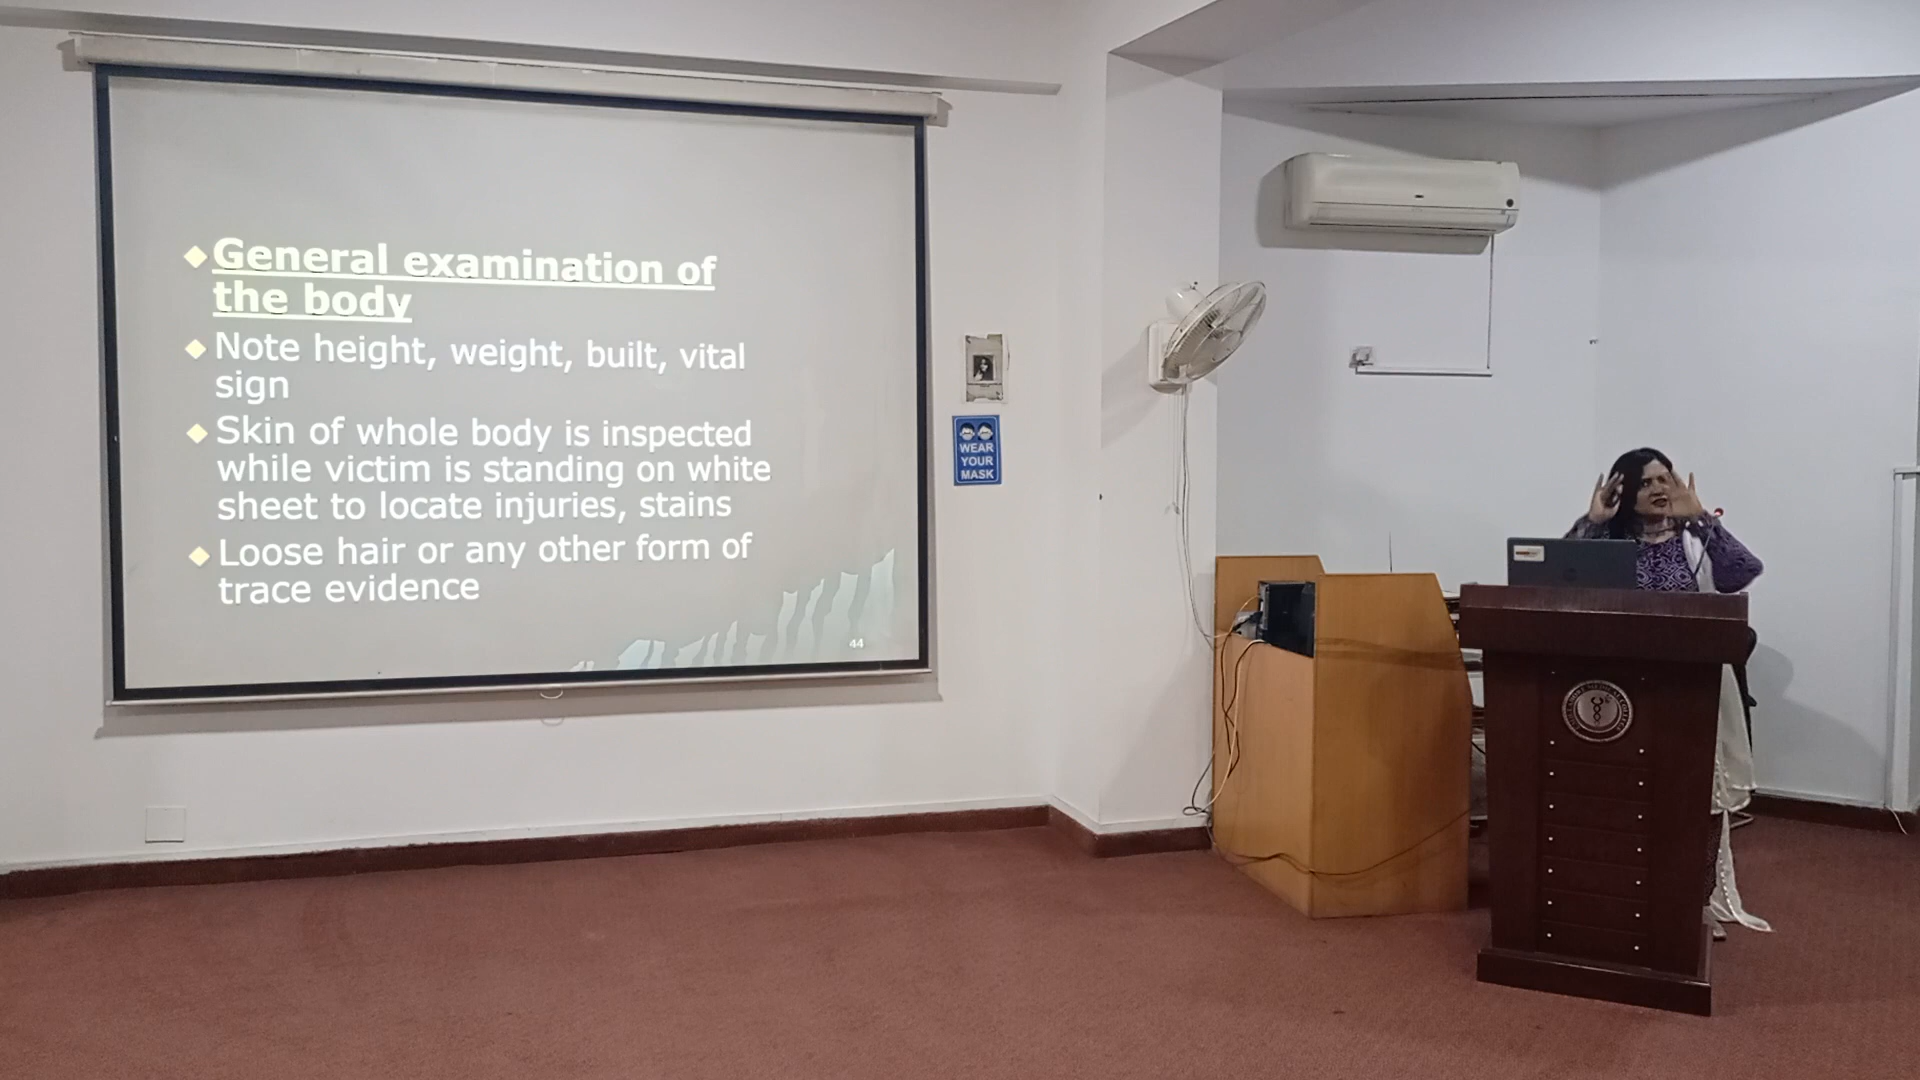 General examination of
the body
Note height, weight, built, vital
sign
Skin of whole body is inspected
while victim is standing on white
sheet to locate injuries, stains
Loose hair or any other form of
trace evidence
44
WEAR
YOUR
MASK